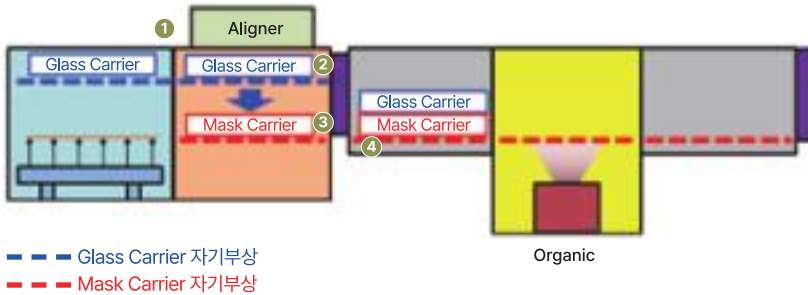 1 Aligner
Glass Carrier Glass Carrier 2
Glass Carrier
Mask Carrier 3 Mask Carrier
4
Organic
Glass Carrier 자기부상
Mask Carrier 자기부상